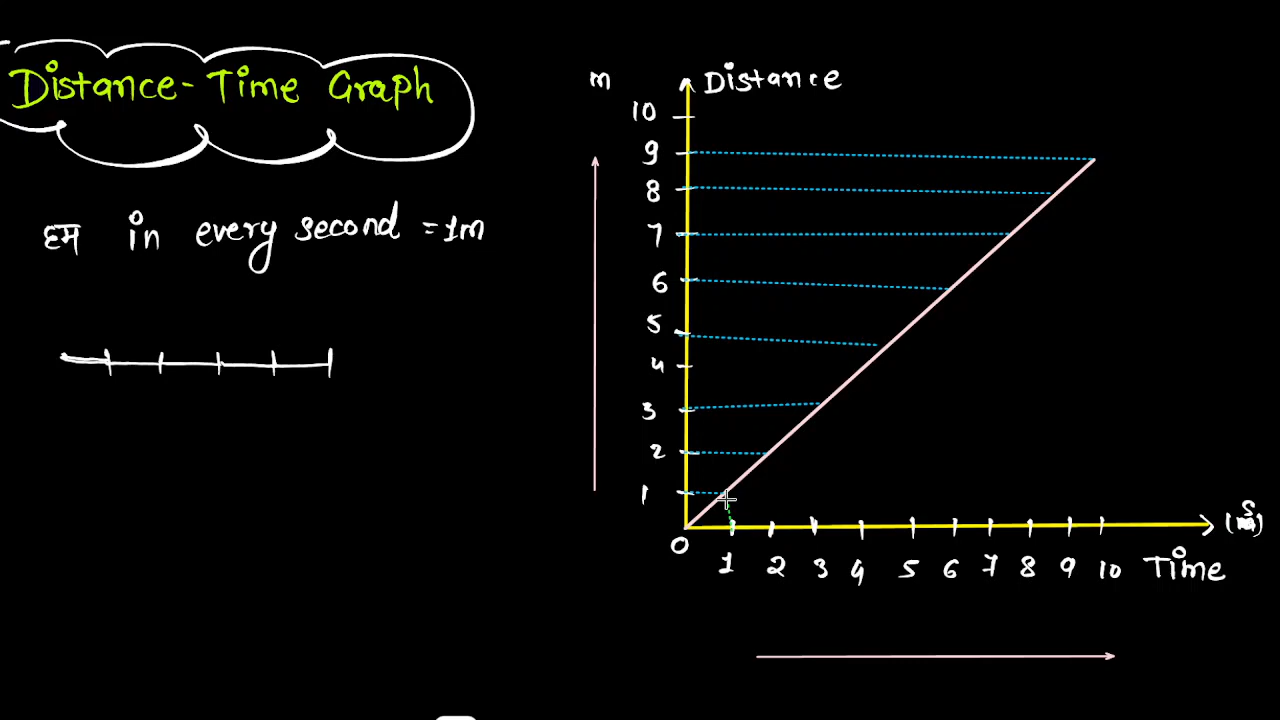 Distance-Time Graph
हम in every second = 1m
m Distance
10
9
8
7
6
5
4
3
2
1
0
1 2 3 4 5 6 7 8 9 10 Time (s)